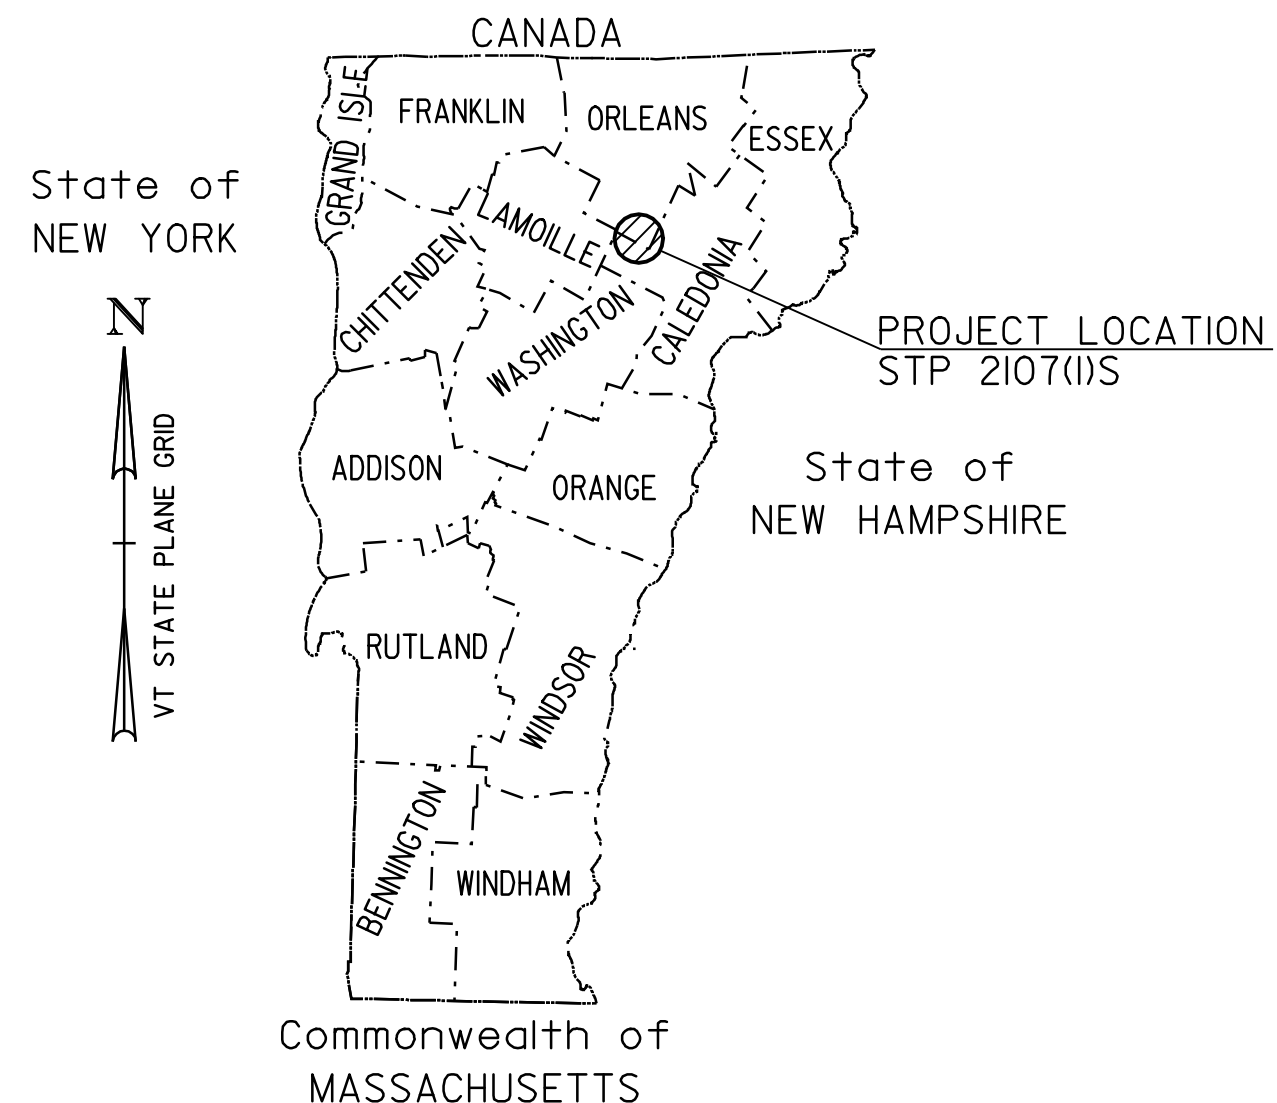 CANADA
GRAND ISLE
FRANKLIN
ORLEANS
ESSEX
State of
NEW YORK
LAMOILLE
CHITTENDEN
CALEDONIA
WASHINGTON
N
PROJECT LOCATION
STP 2107(1)S
VT STATE PLANE GRID
ADDISON
ORANGE
State of
NEW HAMPSHIRE
RUTLAND
WINDSOR
BENNINGTON
WINDHAM
Commonwealth of
MASSACHUSETTS